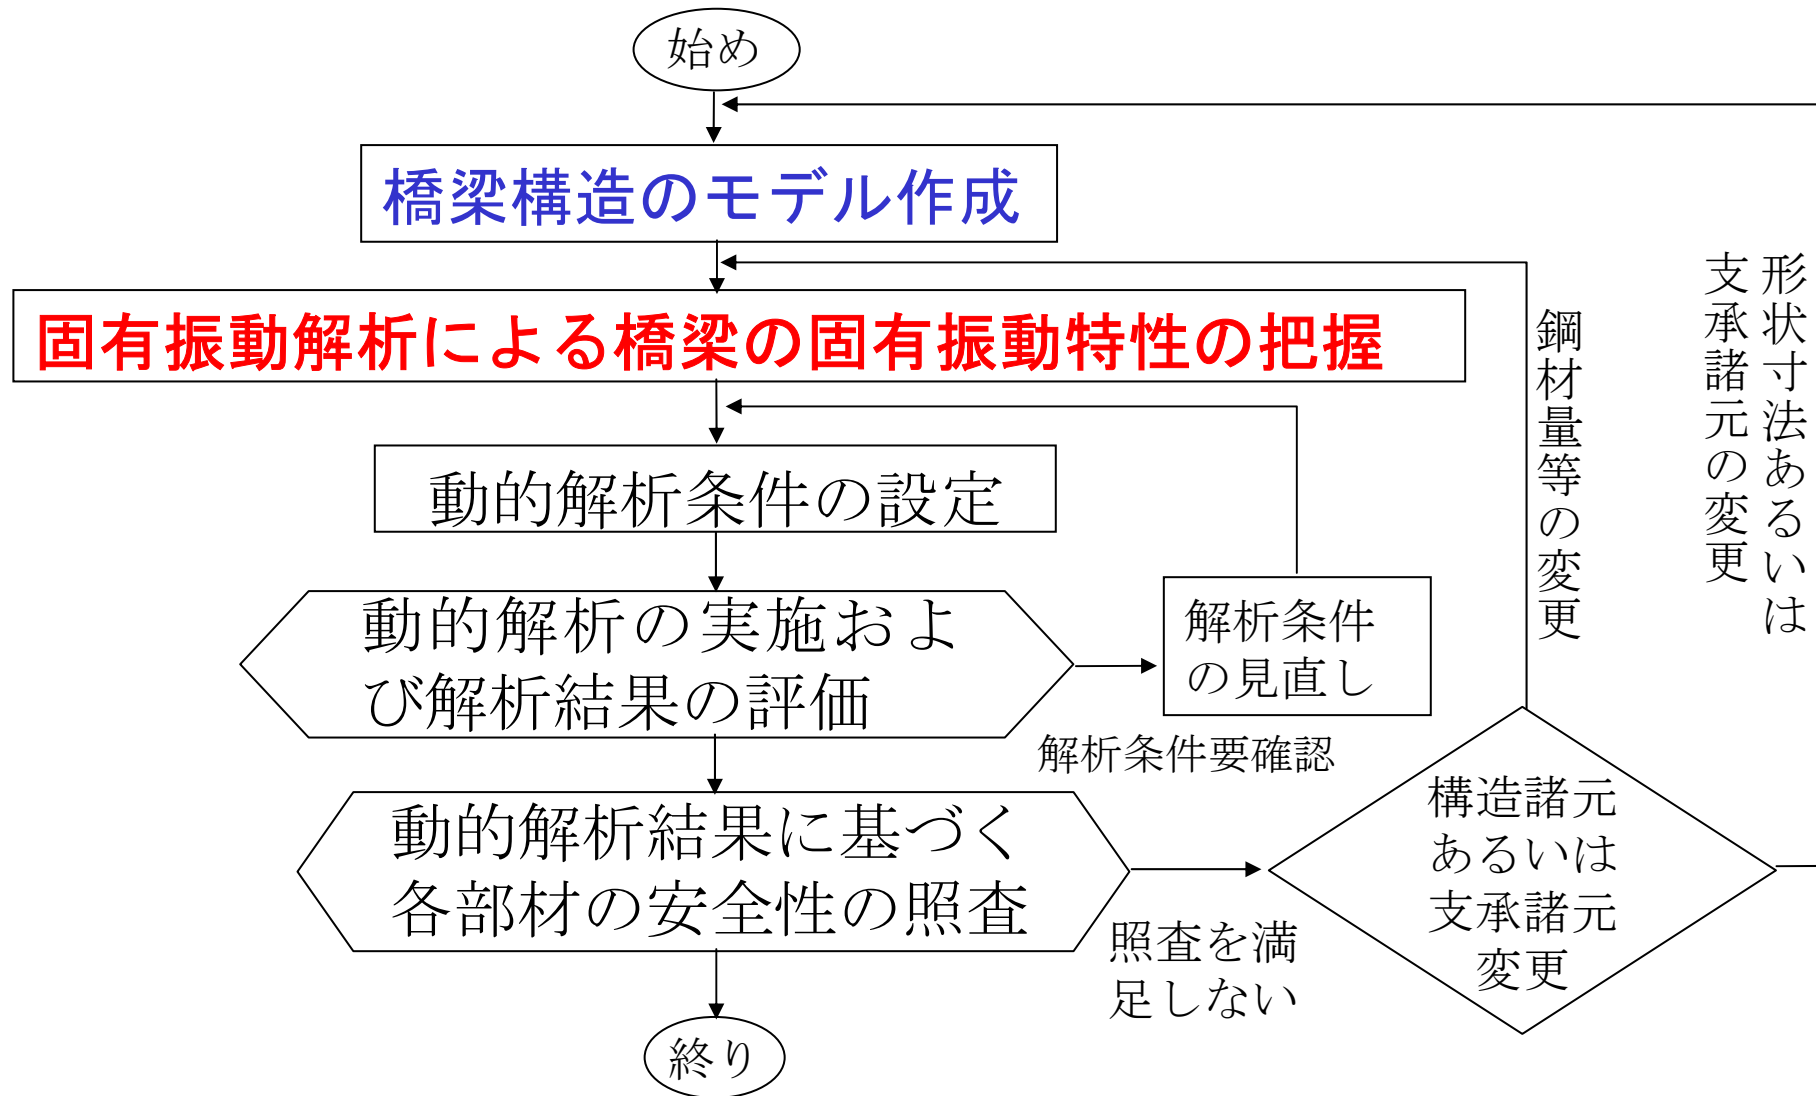 始め
橋梁構造のモデル作成
固有振動解析による橋梁の固有振動特性の把握
動的解析条件の設定
動的解析の実施およ
び解析結果の評価
解析条件
の見直し
解析条件要確認
動的解析結果に基づく
各部材の安全性の照査
照査を満
足しない
構造諸元
あるいは
支承諸元
変更
鋼材量等の変更
形状寸法あるいは
支承諸元の変更
終り